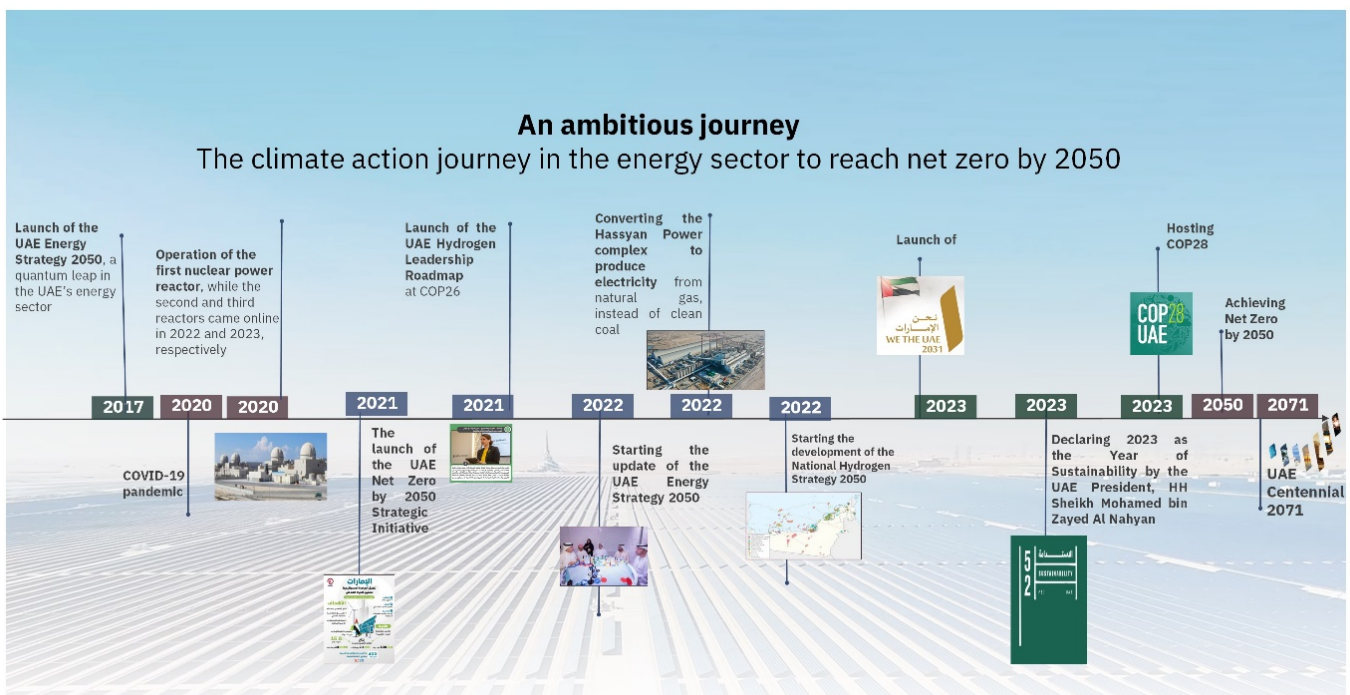 An ambitious journey
The climate action journey in the energy sector to reach net zero by 2050
Launch of the
UAE Energy
Strategy 2050, a
quantum leap in
the UAE's energy
sector
2017
COVID-19
pandemic
2020
Operation of the
first nuclear power
reactor, while the
second and third
reactors came online
in 2022 and 2023,
respectively
2020
2021
The
launch of
the UAE
Net Zero
by 2050
Strategic
Initiative
الإمارات
Launch of the
UAE Hydrogen
Leadership
Roadmap
at COP26
2021
2022
Starting the
update of the
UAE Energy
Strategy 2050
Converting the
Hassyan Power
complex to
produce
electricity from
natural gas,
instead of clean
coal
2022
2022
Starting the
development of the
National Hydrogen
Strategy 2050
Launch of
نحن
الإمارات
WE THE UAE
2031
2023
2023
Declaring 2023 as
the Year of
Sustainability by the
UAE President, HH
Sheikh Mohamed bin
Zayed Al Nahyan
52
الاستدامة
SUSTAINABILITY
Hosting
COP28
COP28
UAE
2023
Achieving
Net Zero
by 2050
2050
2071
UAE
Centennial
2071